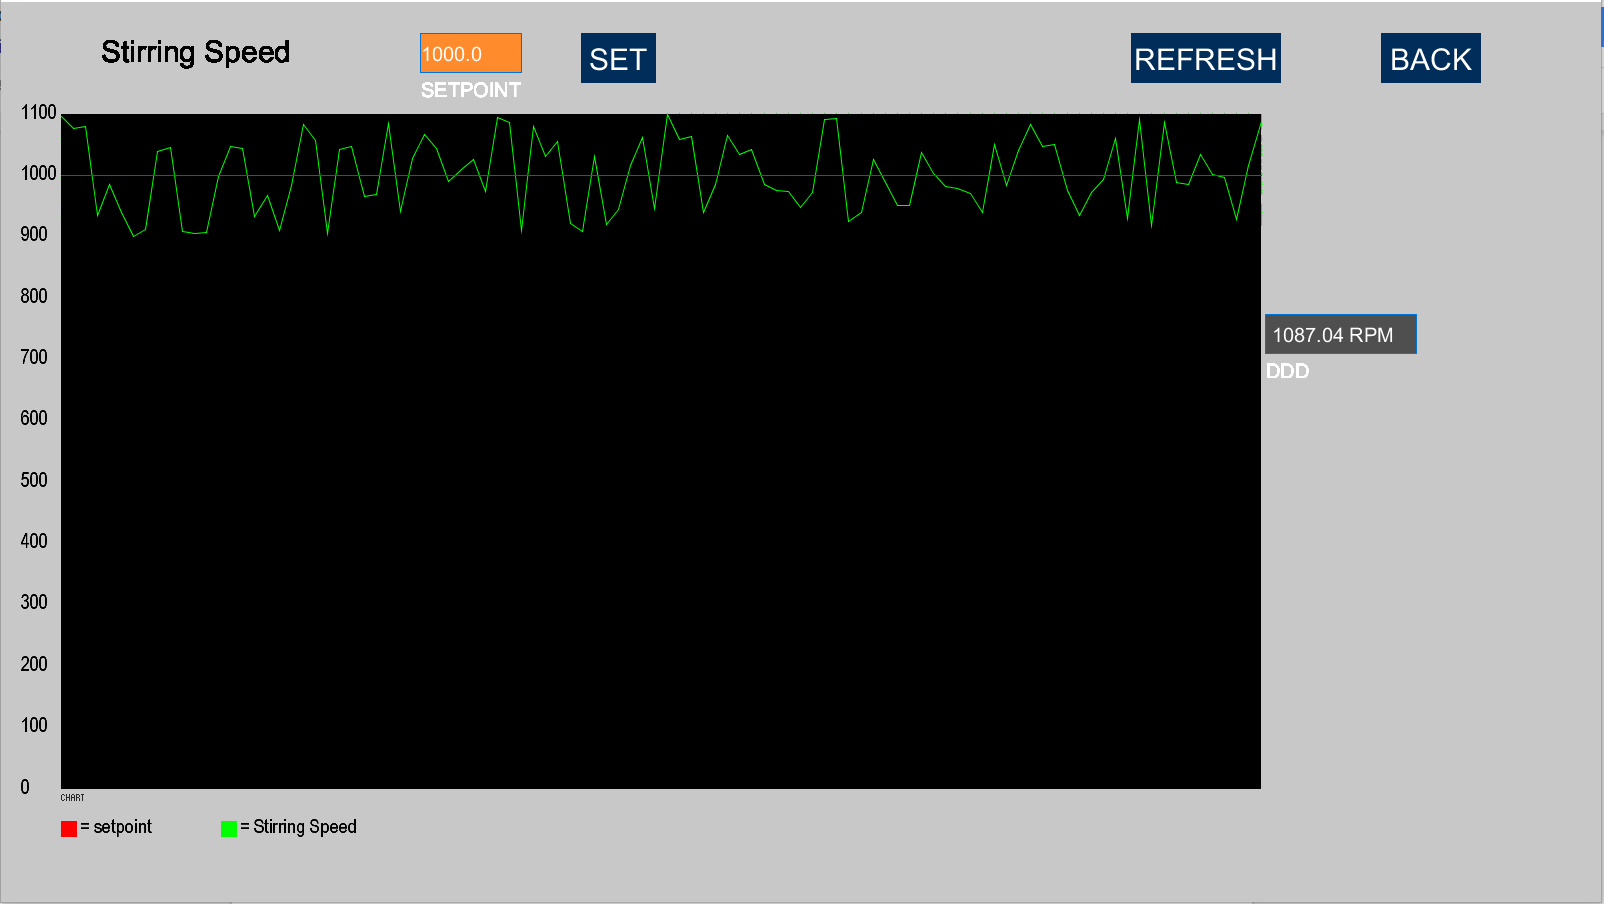 Stirring Speed
1000.0
SET
REFRESH
BACK
SETPOINT
1100
1000
900
800
700
600
500
400
300
200
100
0
1087.04 RPM
DDD
CHART
= setpoint
= Stirring Speed